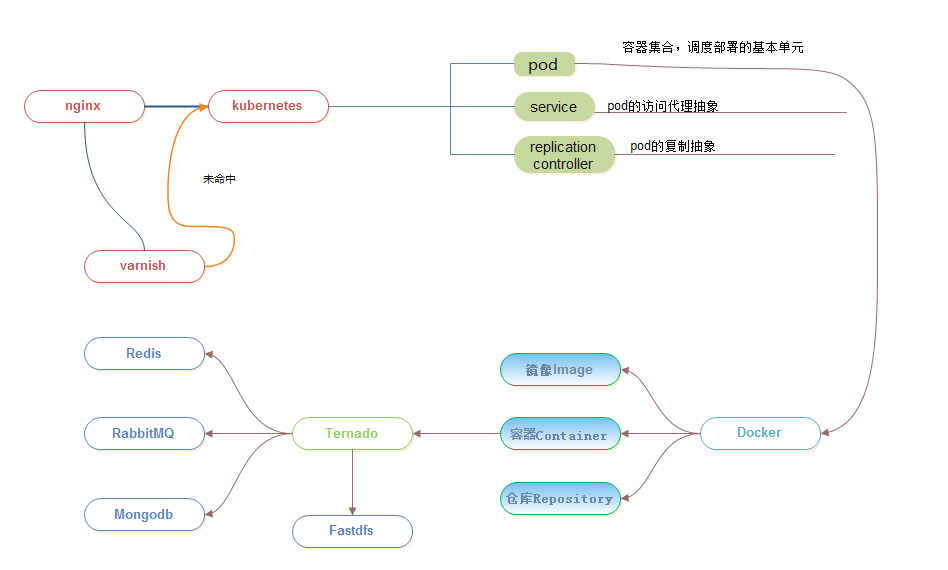 容器集合，调度部署的基本单元
pod
nginx
kubernetes
service
pod的访问代理抽象
replication
controller
pod的复制抽象
未命中
varnish
Redis
镜像Image
RabbitMQ
Ternado
容器Container
Docker
仓库Repository
Mongodb
Fastdfs